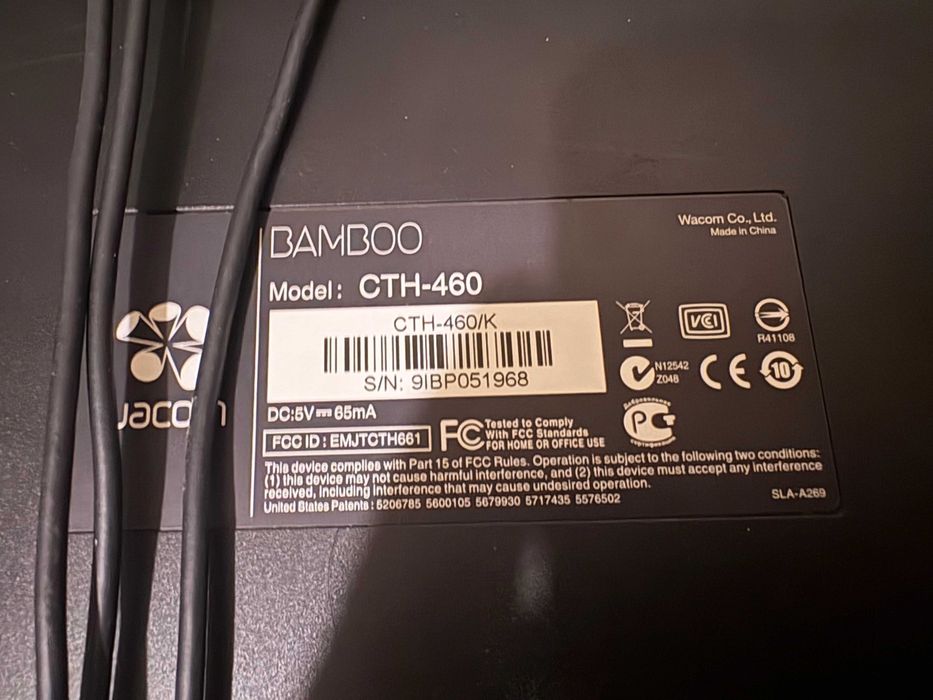 BAMBOO
Wacom Co., Ltd.
Made in China
Model: CTH-460
CTH-460/K
S/N: 9IBP051968
VCI
R41108
N12542
Z048
CE
10
DC:5V⎓65mA
FCC ID: EMJTCTH661
FC Tested to Comply
With FCC Standards
FOR HOME OR OFFICE USE
Добровольная
РСТ
сертификация
This device complies with Part 15 of FCC Rules. Operation is subject to the following two conditions:
(1) this device may not cause harmful interference, and (2) this device must accept any interference
received, including interference that may cause undesired operation.
United States Patents: 5206785 5600105 5679930 5717435 5576502
SLA-A269